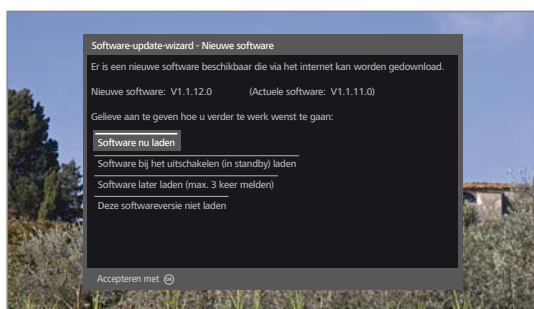 Software-update-wizard - Nieuwe software
Er is een nieuwe software beschikbaar die via het internet kan worden gedownload.
Nieuwe software: V1.1.12.0 (Actuele software: V1.1.11.0)
Gelieve aan te geven hoe u verder te werk wenst te gaan:
Software nu laden
Software bij het uitschakelen (in standby) laden
Software later laden (max. 3 keer melden)
Deze softwareversie niet laden
Accepteren met OK